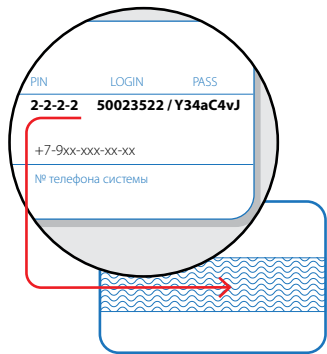 PIN LOGIN PASS
2-2-2-2 50023522 / Y34aC4vJ
+7-9xx-xxx-xx-xx
№ телефона системы